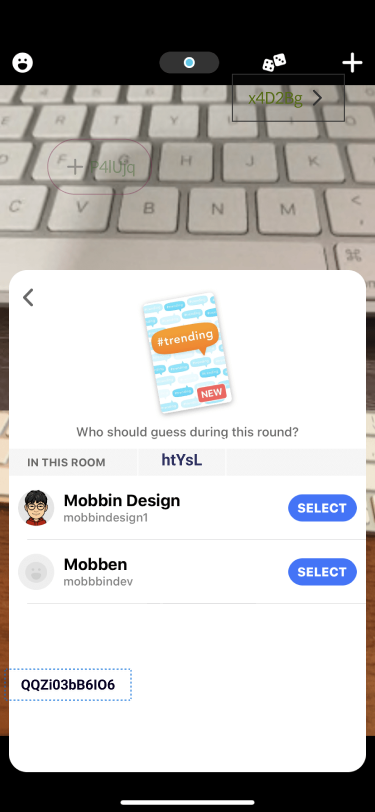 x4D2Bg
E R T U I O
D F G H J K
P4lUjq
C V B N M <
,
⌘
#trending
NEW
Who should guess during this round?
IN THIS ROOM
htYsL
Mobbin Design
mobbindesign1
SELECT
Mobben
mobbbindev
SELECT
QQZi03bB6IO6